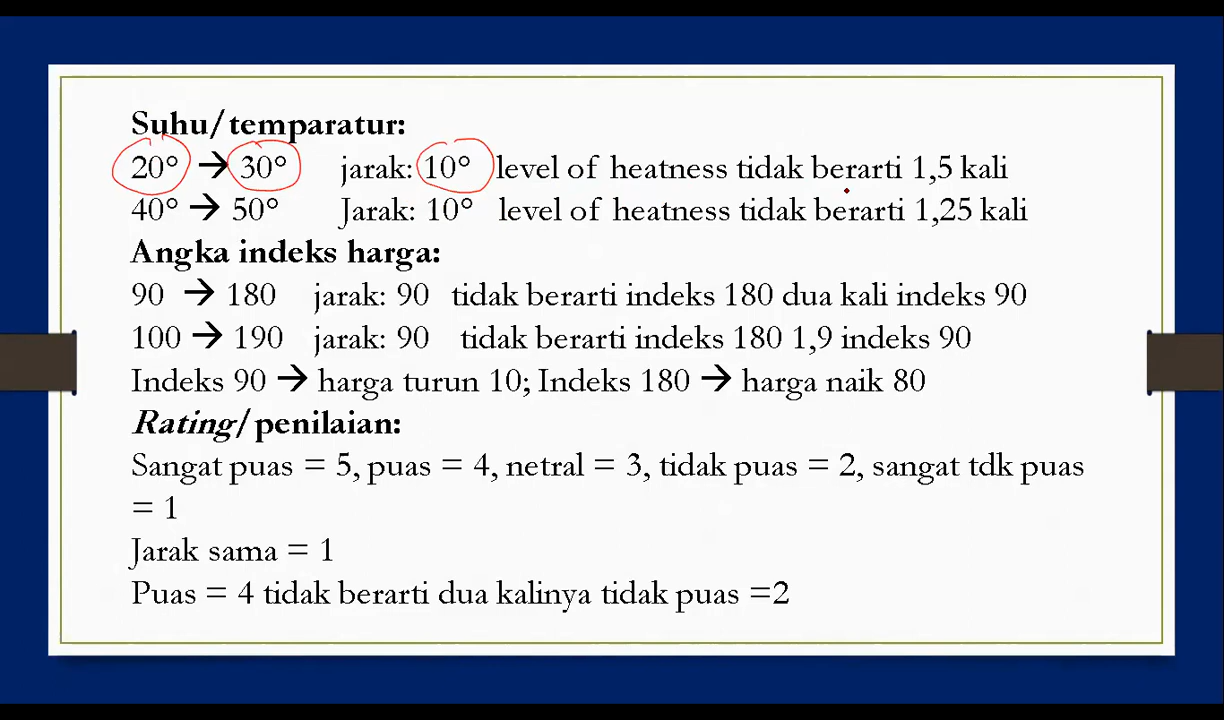 Suhu/temparatur:
20° → 30° jarak: 10° level of heatness tidak berarti 1,5 kali
40° → 50° Jarak: 10° level of heatness tidak berarti 1,25 kali
Angka indeks harga:
90 → 180 jarak: 90 tidak berarti indeks 180 dua kali indeks 90
100 → 190 jarak: 90 tidak berarti indeks 180 1,9 indeks 90
Indeks 90 → harga turun 10; Indeks 180 → harga naik 80
Rating/penilaian:
Sangat puas = 5, puas = 4, netral = 3, tidak puas = 2, sangat tdk puas
= 1
Jarak sama = 1
Puas = 4 tidak berarti dua kalinya tidak puas =2